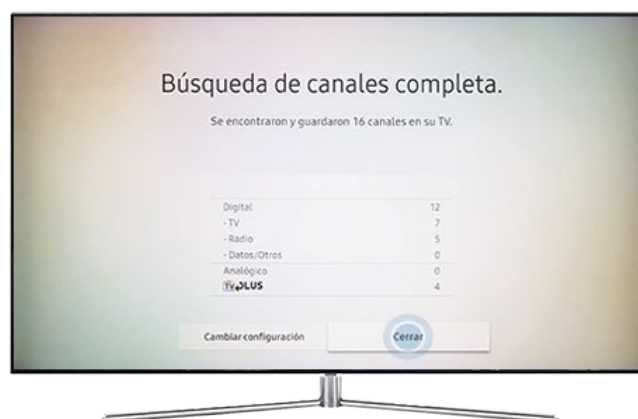 Búsqueda de canales completa.
Se encontraron y guardaron 16 canales en su TV.
Digital 12
- TV 7
- Radio 5
- Datos/Otros 0
Analógico 0
TV PLUS 4
Cambiar configuración Cerrar